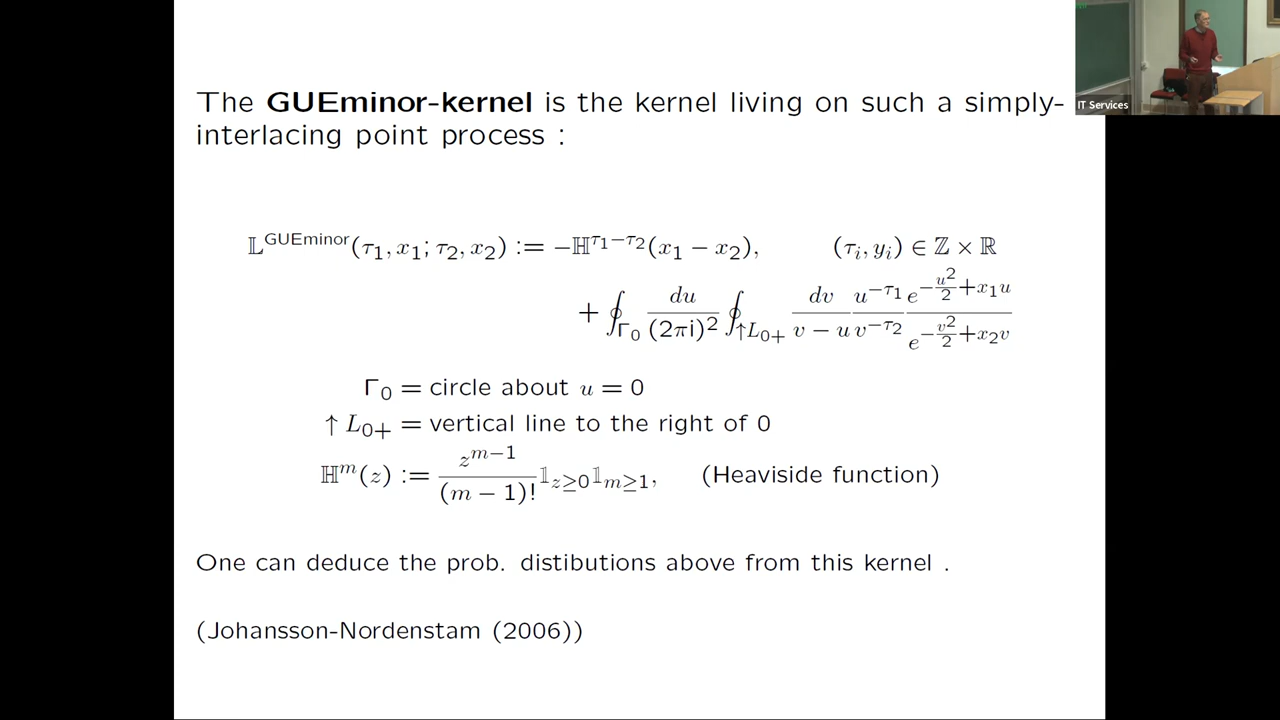 The GUEminor-kernel is the kernel living on such a simply-
interlacing point process :
𝕃^GUEminor(τ₁, x₁; τ₂, x₂) := −ℍ^{τ₁−τ₂}(x₁ − x₂),   (τᵢ, yᵢ) ∈ ℤ × ℝ
+ ∮_{Γ₀} du/(2πi)² ∮_{↑L₀₊} dv/(v − u) u^{−τ₁}/v^{−τ₂} e^{−u²/2+x₁u}/e^{−v²/2+x₂v}
Γ₀ = circle about u = 0
↑ L₀₊ = vertical line to the right of 0
ℍ^m(z) := z^{m−1}/(m − 1)! 𝟙_{z≥0}𝟙_{m≥1},   (Heaviside function)
One can deduce the prob. distibutions above from this kernel .
(Johansson-Nordenstam (2006))
IT Services